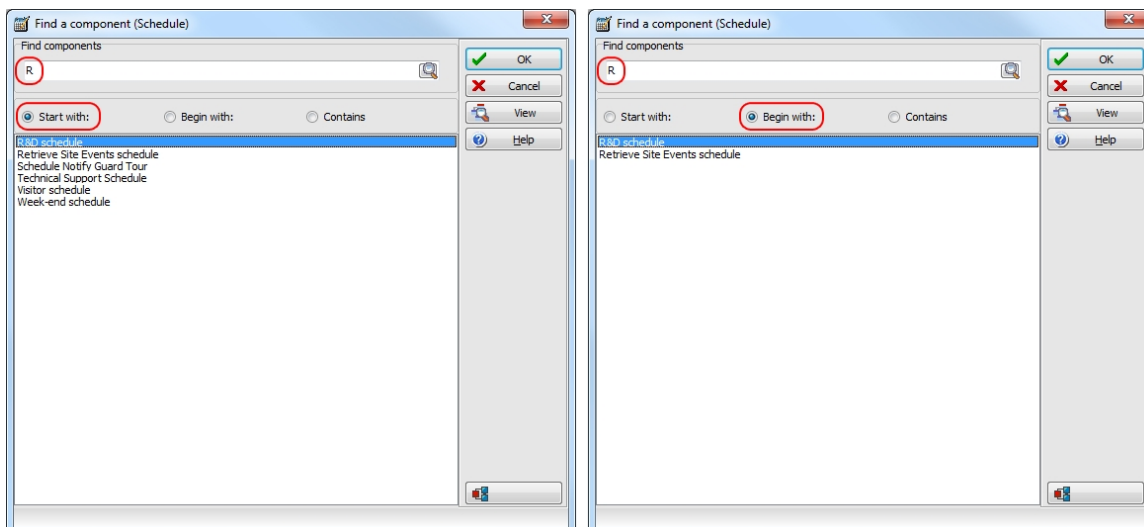 Find a component (Schedule)
Find components
R
Start with: Begin with: Contains
R&D schedule
Retrieve Site Events schedule
Schedule Notify Guard Tour
Technical Support Schedule
Visitor schedule
Week-end schedule
OK
Cancel
View
Help
Find a component (Schedule)
Find components
R
Start with: Begin with: Contains
R&D schedule
Retrieve Site Events schedule
OK
Cancel
View
Help